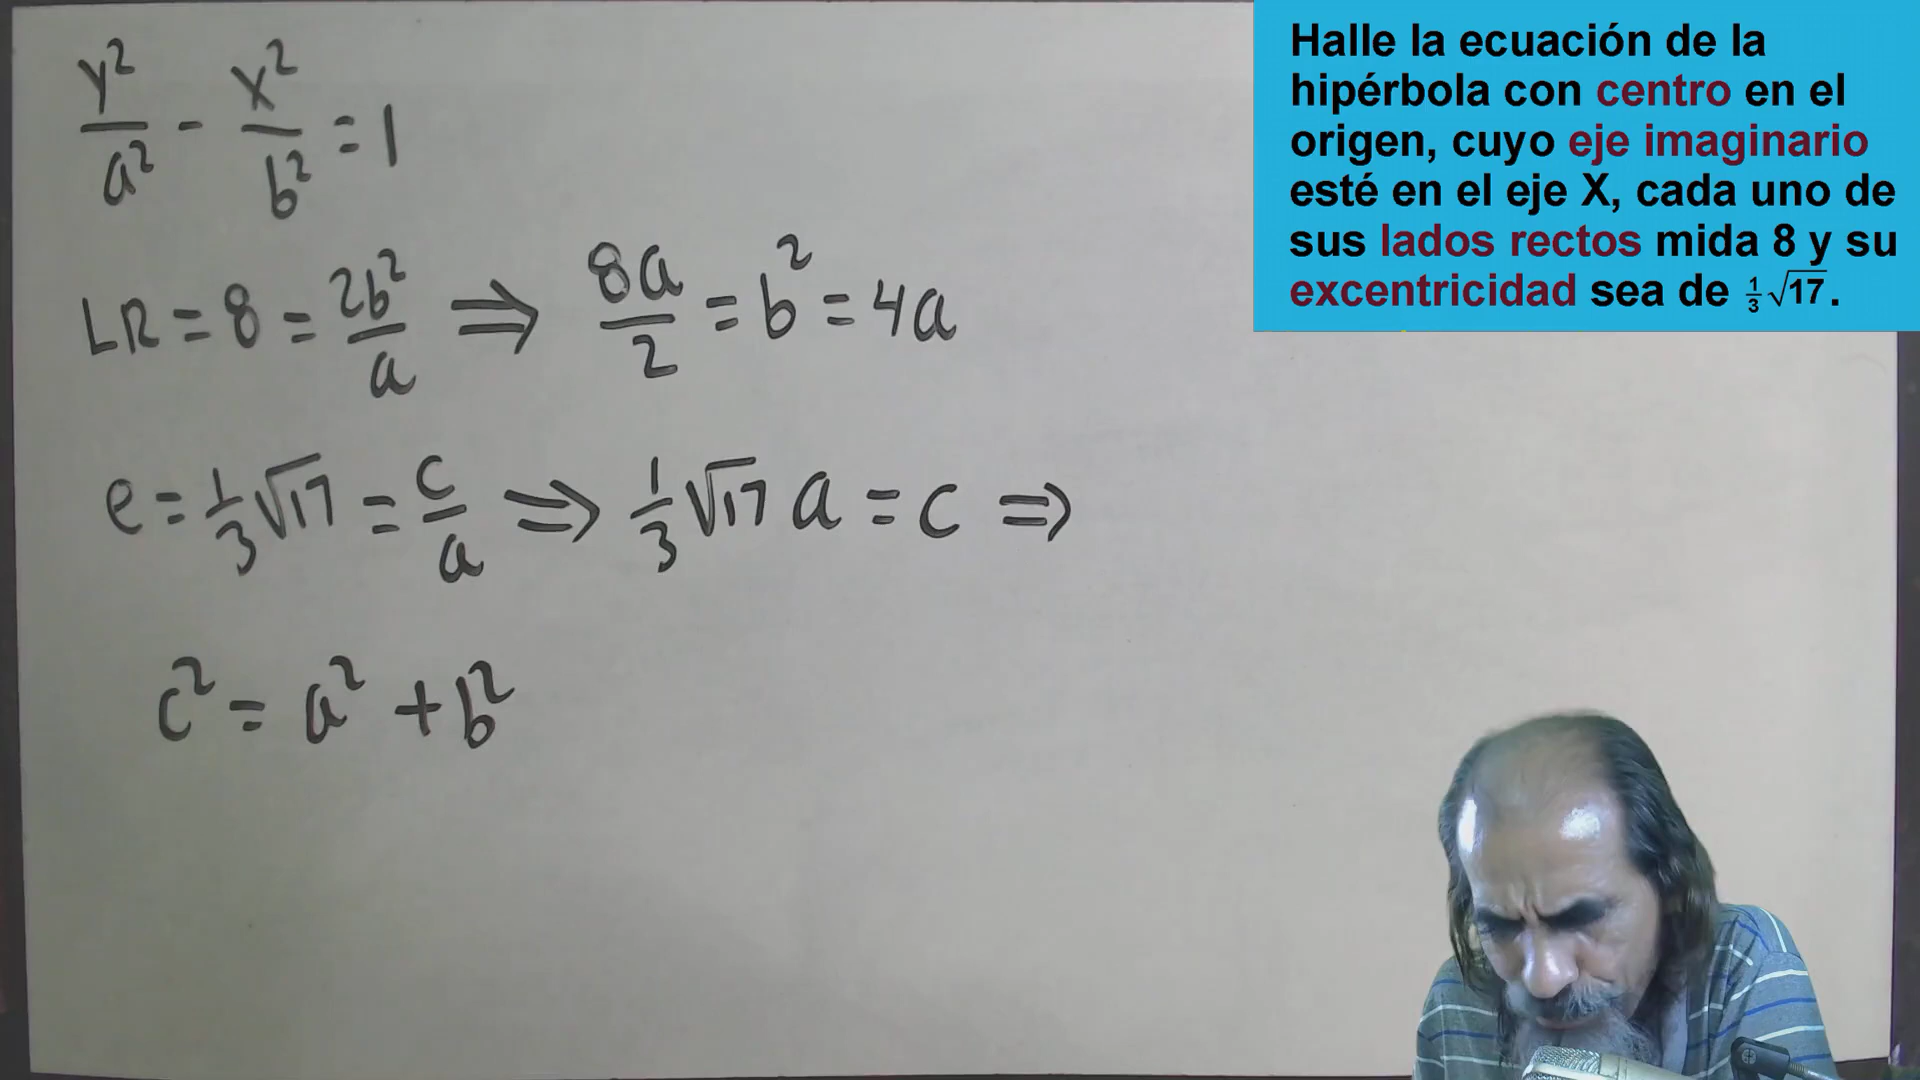 y²/a² - x²/b² = 1
LR = 8 = 2b²/a ⟹ 8a/2 = b² = 4a
e = 1/3 √17 = c/a ⟹ 1/3 √17 a = c ⟹
c² = a² + b²
Halle la ecuación de la
hipérbola con centro en el
origen, cuyo eje imaginario
esté en el eje X, cada uno de
sus lados rectos mida 8 y su
excentricidad sea de 1/3 √17.